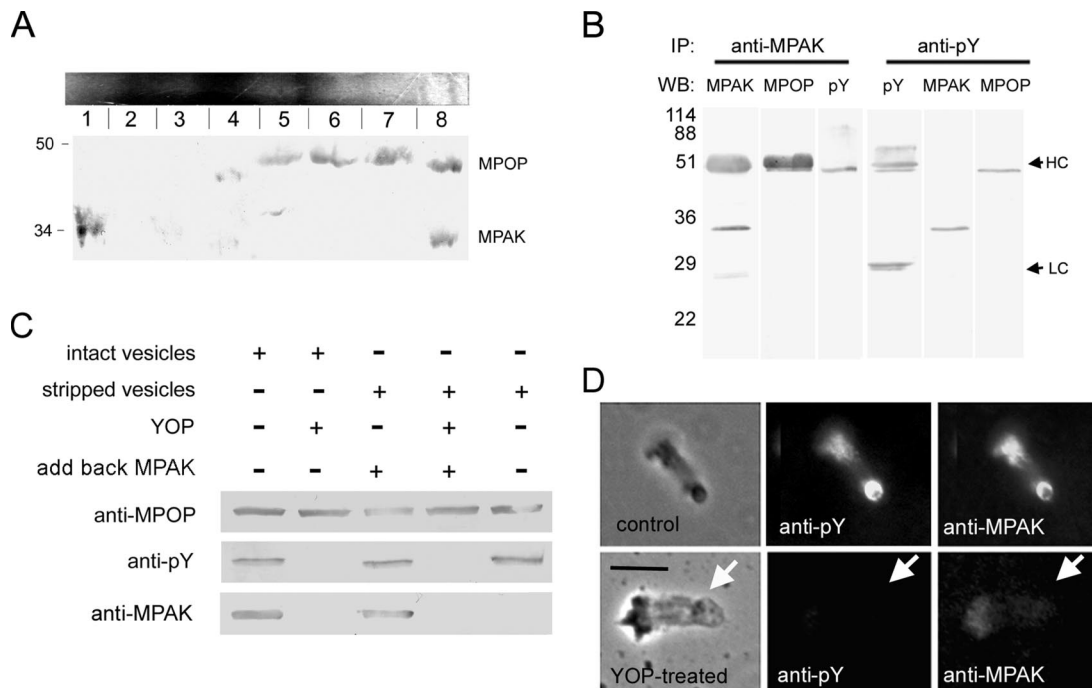 A
1 | 2 | 3 | 4 | 5 | 6 | 7 | 8
50 -
MPOP
34 -
MPAK
B
IP: anti-MPAK anti-pY
WB: MPAK MPOP pY pY MPAK MPOP
114
88
51
HC
36
29
LC
22
C
intact vesicles + + - - -
stripped vesicles - - + + +
YOP - + - + -
add back MPAK - - + + -
anti-MPOP
anti-pY
anti-MPAK
D
control
anti-pY
anti-MPAK
YOP-treated
anti-pY
anti-MPAK